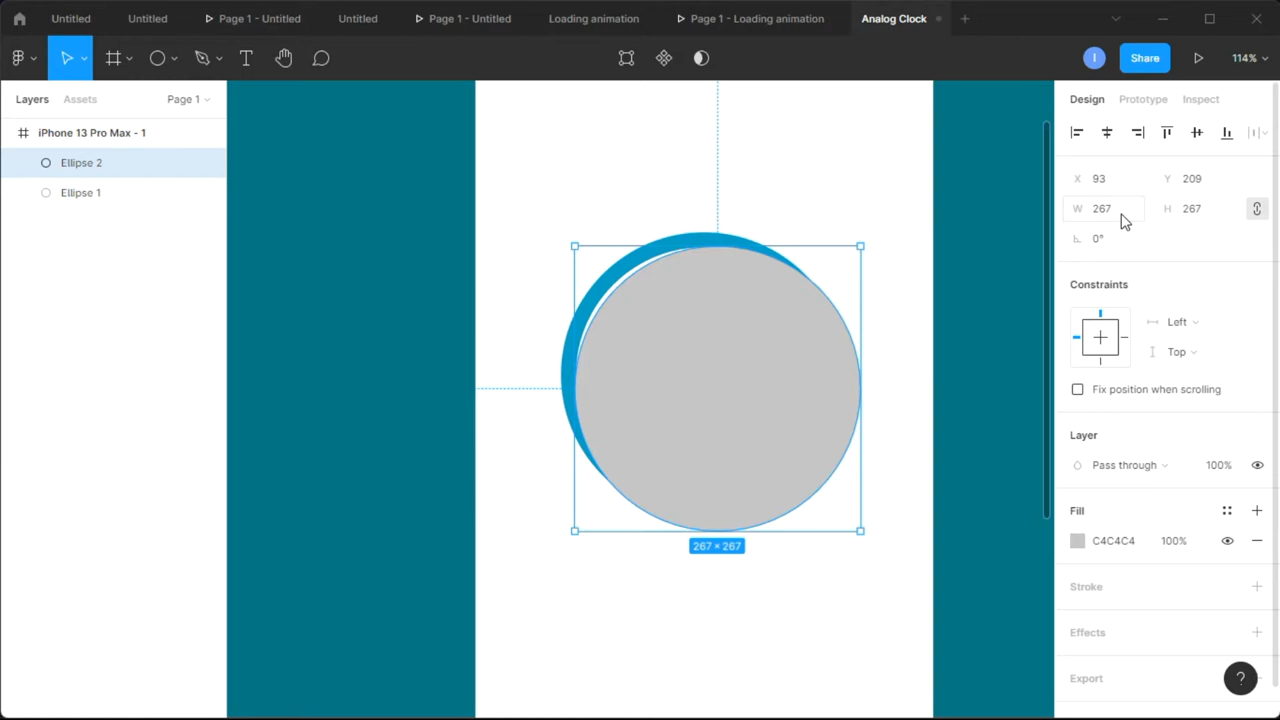 Untitled
Untitled
Page 1 - Untitled
Untitled
Page 1 - Untitled
Loading animation
Page 1 - Loading animation
Analog Clock
T
I
Share
114%
Layers
Assets
Page 1
Design
Prototype
Inspect
iPhone 13 Pro Max - 1
Ellipse 2
Ellipse 1
X 93
Y 209
W 267
H 267
0°
Constraints
Left
Top
Fix position when scrolling
Layer
Pass through
100%
Fill
C4C4C4
100%
267 × 267
Stroke
Effects
Export
?